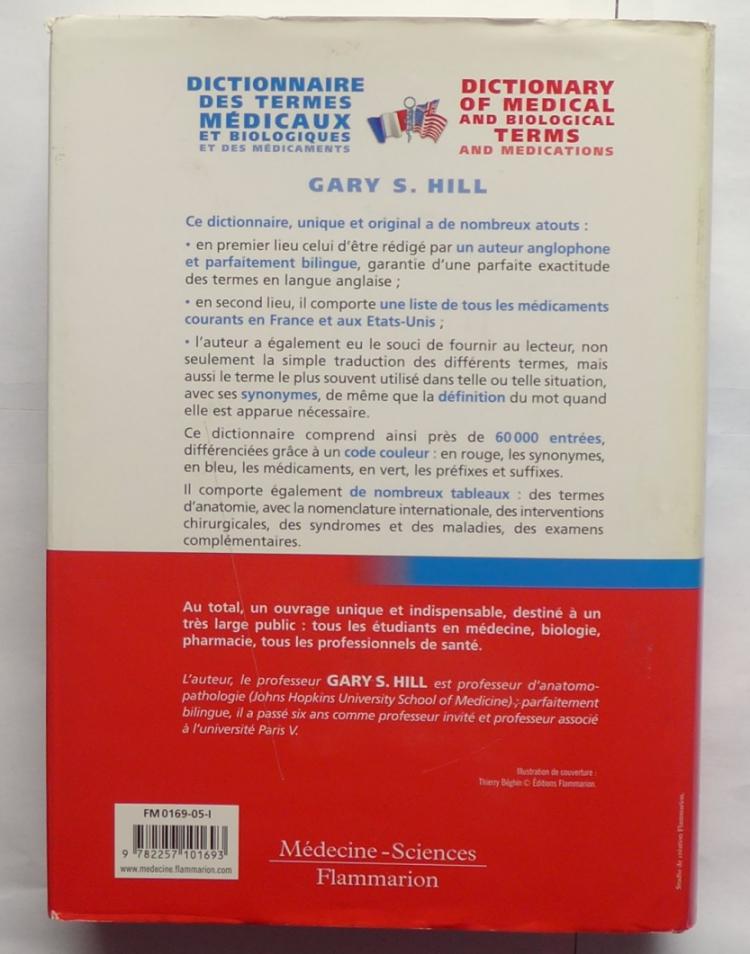 DICTIONNAIRE
DES TERMES
MÉDICAUX
ET BIOLOGIQUES
ET DES MÉDICAMENTS
DICTIONARY
OF MEDICAL
AND BIOLOGICAL
TERMS
AND MEDICATIONS
GARY S. HILL
Ce dictionnaire, unique et original a de nombreux atouts :
• en premier lieu celui d'être rédigé par un auteur anglophone
et parfaitement bilingue, garantie d'une parfaite exactitude
des termes en langue anglaise ;
• en second lieu, il comporte une liste de tous les médicaments
courants en France et aux Etats-Unis ;
• l'auteur a également eu le souci de fournir au lecteur, non
seulement la simple traduction des différents termes, mais
aussi le terme le plus souvent utilisé dans telle ou telle situation,
avec ses synonymes, de même que la définition du mot quand
elle est apparue nécessaire.
Ce dictionnaire comprend ainsi près de 60 000 entrées,
différenciées grâce à un code couleur : en rouge, les synonymes,
en bleu, les médicaments, en vert, les préfixes et suffixes.
Il comporte également de nombreux tableaux : des termes
d'anatomie, avec la nomenclature internationale, des interventions
chirurgicales, des syndromes et des maladies, des examens
complémentaires.
Au total, un ouvrage unique et indispensable, destiné à un
très large public : tous les étudiants en médecine, biologie,
pharmacie, tous les professionnels de santé.
L'auteur, le professeur GARY S. HILL est professeur d'anatomo-
pathologie (Johns Hopkins University School of Medicine) ; parfaitement
bilingue, il a passé six ans comme professeur invité et professeur associé
à l'université Paris V.
Illustration de couverture :
Thierry Béghin © Éditions Flammarion.
FM 0169-05-I
9 782257 101693
www.medecine.flammarion.com
Médecine-Sciences
Flammarion
Studio de création Flammarion.